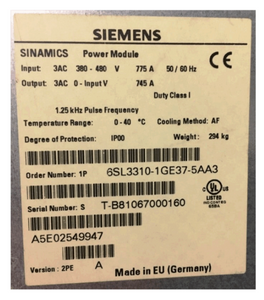 SIEMENS
SINAMICS Power Module
Input: 3AC 380 - 480 V 775 A 50 / 60 Hz
Output: 3AC 0 - Input V 745 A
Duty Class I
1.25 kHz Pulse Frequency
Temperature Range: 0 - 40 °C Cooling Method: AF
Degree of Protection: IP00 Weight: 294 kg
Order Number: 1P 6SL3310-1GE37-5AA3
Serial Number: S T-B81067000160
LISTED
A5E02549947
Version : 2PE A Made in EU (Germany)